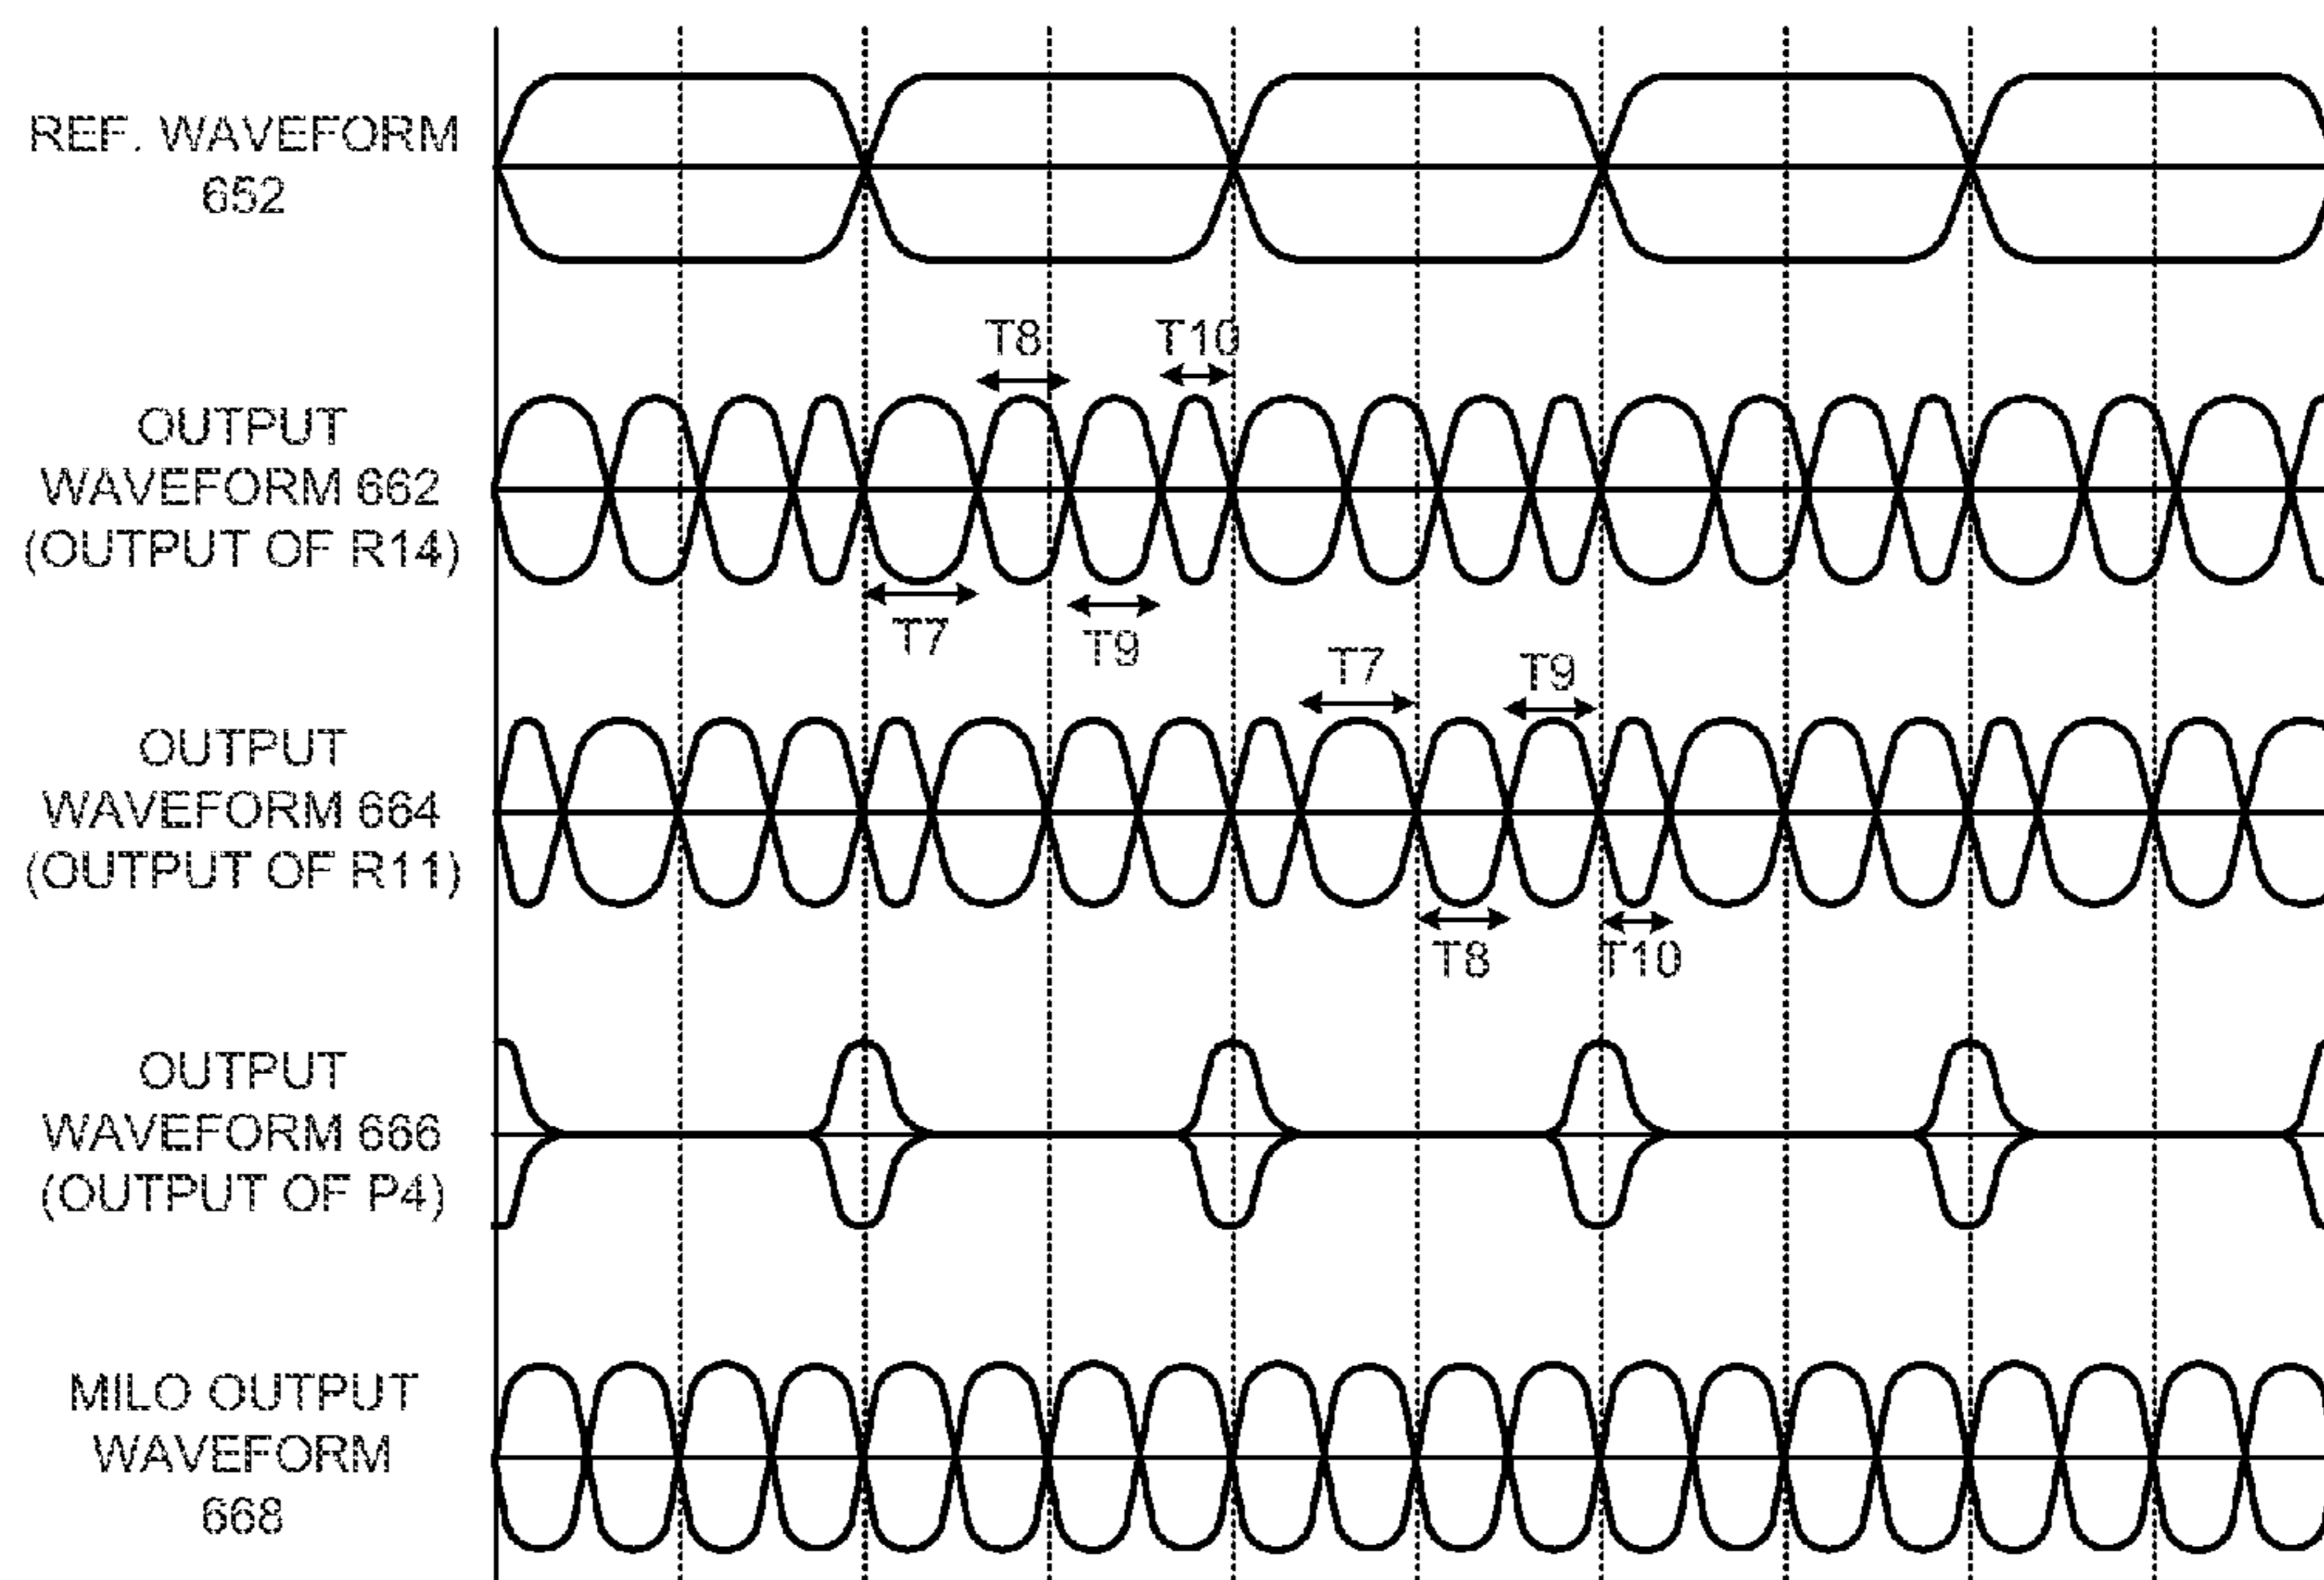 REF. WAVEFORM
652
T8
T10
OUTPUT
WAVEFORM 662
(OUTPUT OF R14)
T7
T9
T7
T9
OUTPUT
WAVEFORM 664
(OUTPUT OF R11)
T8
T10
OUTPUT
WAVEFORM 666
(OUTPUT OF P4)
MILO OUTPUT
WAVEFORM
668